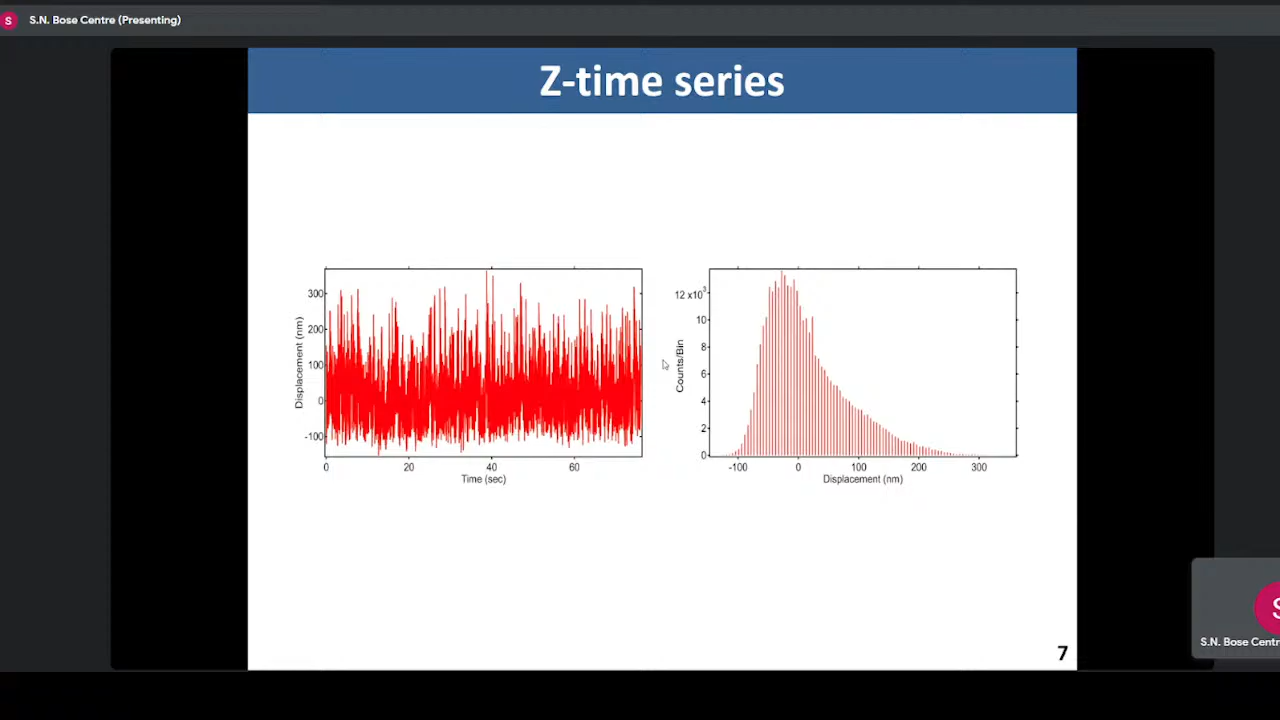 S
S.N. Bose Centre (Presenting)
Z-time series
300
200
100
0
-100
Displacement (nm)
0
20
40
60
Time (sec)
12 x10³
10
8
6
4
2
0
Counts/Bin
-100
0
100
200
300
Displacement (nm)
S
S.N. Bose Centr
7